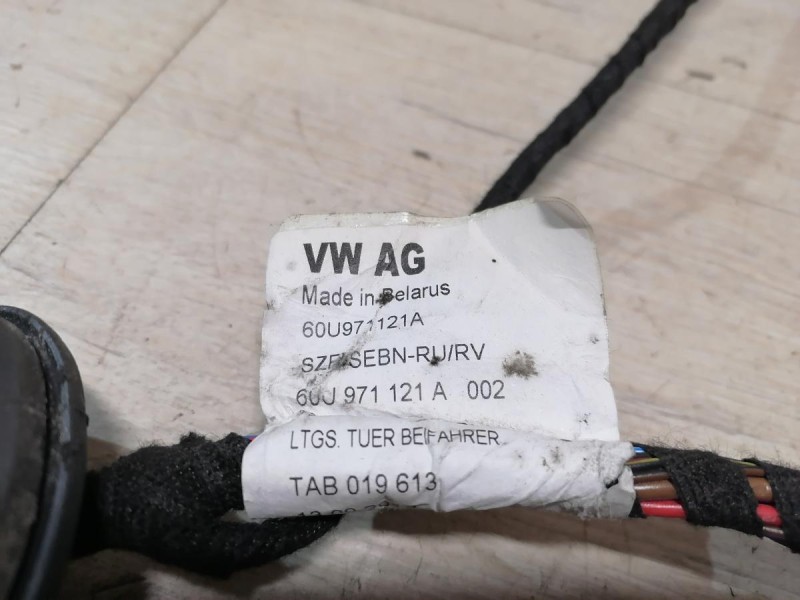 VW AG
Made in Belarus
60U971121A
SZF/SEBN-RU/RV
60U 971 121 A 002
LTGS. TUER BEIFAHRER
TAB 019 613